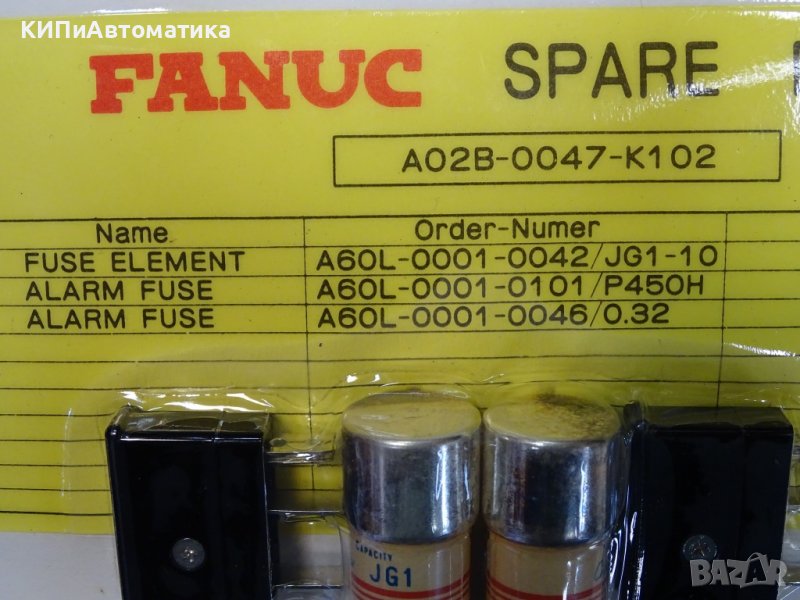 КИПиАвтоматика
FANUC SPARE
A02B-0047-K102
Name Order-Numer
FUSE ELEMENT A60L-0001-0042/JG1-10
ALARM FUSE A60L-0001-0101/P450H
ALARM FUSE A60L-0001-0046/0.32
CAPACITY
JG1
BAZAR